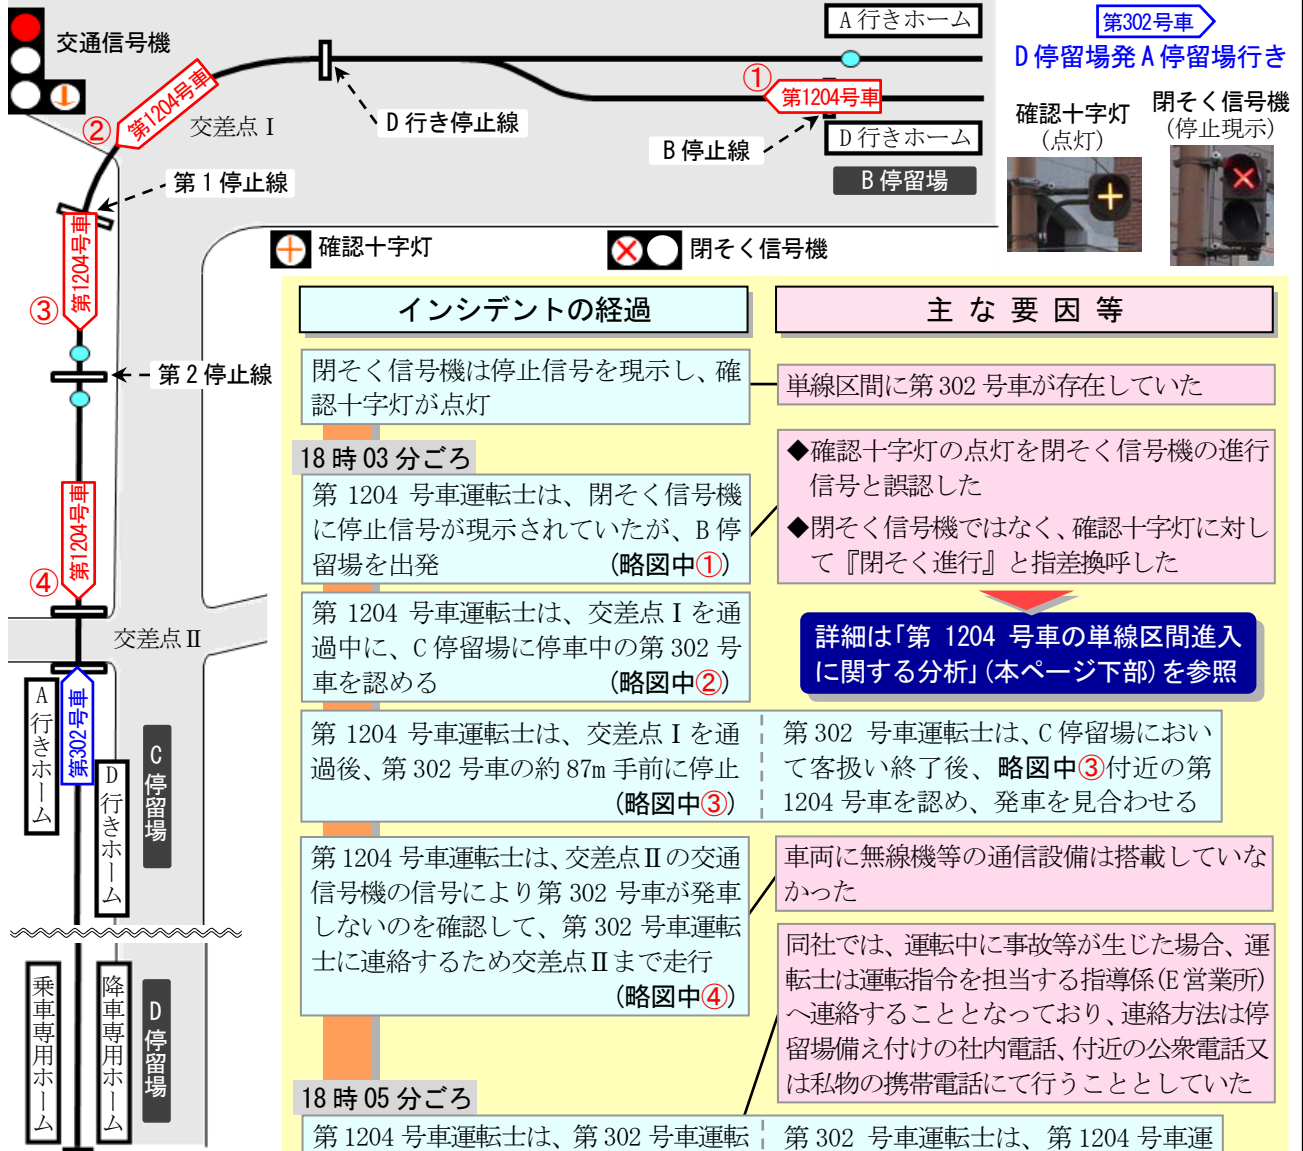 交通信号機
第1204号車
②
交差点Ⅰ
D行き停止線
①
第1204号車
B停止線
A行きホーム
D行きホーム
B停留場
第302号車
D停留場発A停留場行き
確認十字灯
(点灯)
閉そく信号機
(停止現示)
第1停止線
第1204号車
③
第2停止線
第1204号車
④
交差点Ⅱ
A行きホーム
第302号車
D行きホーム
C停留場
乗車専用ホーム
降車専用ホーム
D停留場
確認十字灯
閉そく信号機
インシデントの経過
主な要因等
閉そく信号機は停止信号を現示し、確
認十字灯が点灯
単線区間に第302号車が存在していた
18時03分ごろ
第1204号車運転士は、閉そく信号機
に停止信号が現示されていたが、B停
留場を出発 (略図中①)
◆確認十字灯の点灯を閉そく信号機の進行
信号と誤認した
◆閉そく信号機ではなく、確認十字灯に対し
て『閉そく進行』と指差換呼した
第1204号車運転士は、交差点Ⅰを通
過中に、C停留場に停車中の第302号
車を認める (略図中②)
詳細は「第1204号車の単線区間進入
に関する分析」(本ページ下部)を参照
第1204号車運転士は、交差点Ⅰを通
過後、第302号車の約87m手前に停止
(略図中③)
第302号車運転士は、C停留場におい
て客扱い終了後、略図中③付近の第
1204号車を認め、発車を見合わせる
第1204号車運転士は、交差点Ⅱの交通
信号機の信号により第302号車が発車
しないのを確認して、第302号車運転
士に連絡するため交差点Ⅱまで走行
(略図中④)
車両に無線機等の通信設備は搭載していな
かった
同社では、運転中に事故等が生じた場合、運
転士は運転指令を担当する指導係(E営業所)
へ連絡することとなっており、連絡方法は停
留場備え付けの社内電話、付近の公衆電話又
は私物の携帯電話にて行うこととしていた
18時05分ごろ
第1204号車運転士は、第302号車運転
第302号車運転士は、第1204号車運